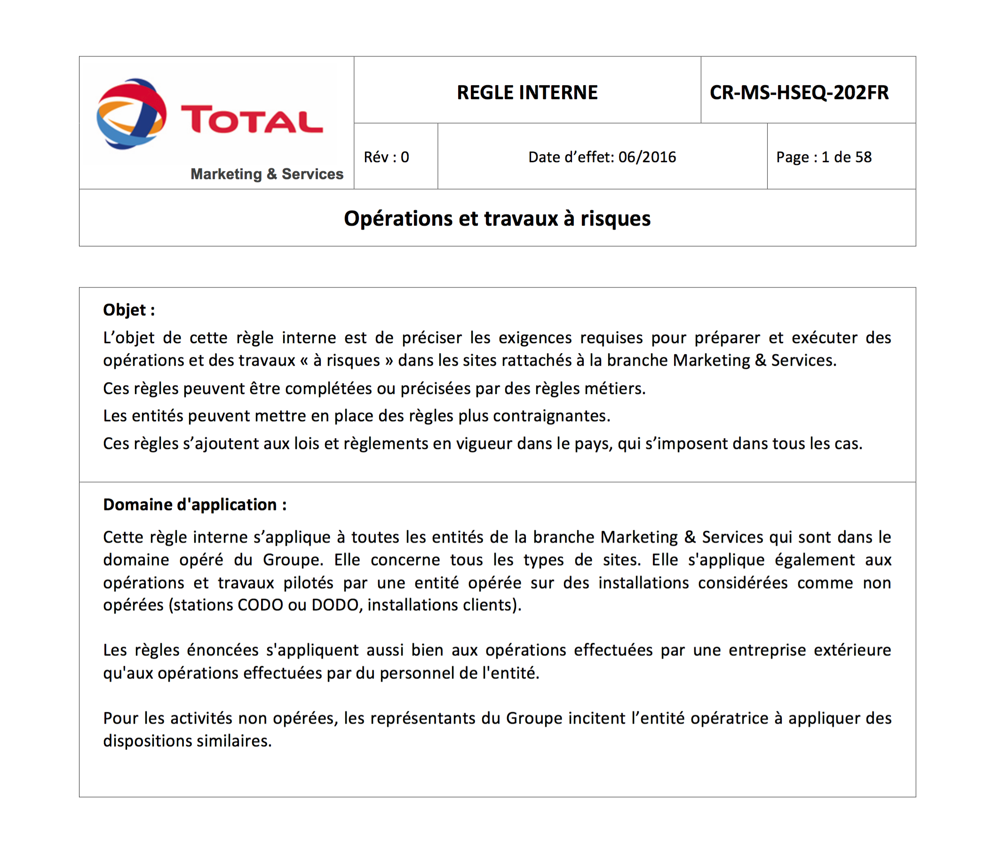 TOTAL
Marketing & Services
REGLE INTERNE
CR-MS-HSEQ-202FR
Rév : 0
Date d’effet: 06/2016
Page : 1 de 58
Opérations et travaux à risques
Objet :
L’objet de cette règle interne est de préciser les exigences requises pour préparer et exécuter des
opérations et des travaux « à risques » dans les sites rattachés à la branche Marketing & Services.
Ces règles peuvent être complétées ou précisées par des règles métiers.
Les entités peuvent mettre en place des règles plus contraignantes.
Ces règles s’ajoutent aux lois et règlements en vigueur dans le pays, qui s’imposent dans tous les cas.
Domaine d'application :
Cette règle interne s’applique à toutes les entités de la branche Marketing & Services qui sont dans le
domaine opéré du Groupe. Elle concerne tous les types de sites. Elle s'applique également aux
opérations et travaux pilotés par une entité opérée sur des installations considérées comme non
opérées (stations CODO ou DODO, installations clients).
Les règles énoncées s'appliquent aussi bien aux opérations effectuées par une entreprise extérieure
qu'aux opérations effectuées par du personnel de l'entité.
Pour les activités non opérées, les représentants du Groupe incitent l’entité opératrice à appliquer des
dispositions similaires.